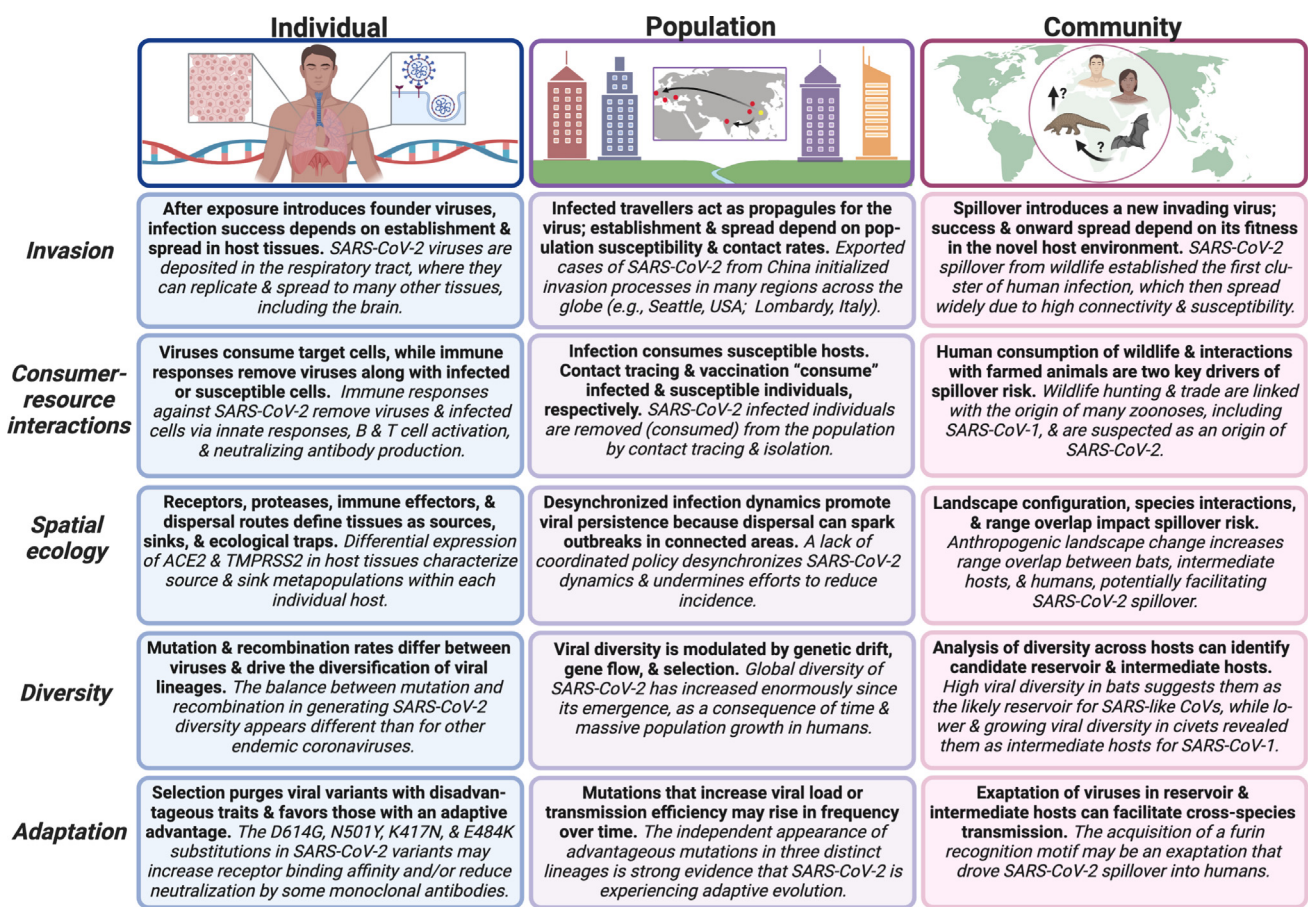 Individual
Population
Community
?
?
Invasion
After exposure introduces founder viruses,
infection success depends on establishment &
spread in host tissues. SARS-CoV-2 viruses are
deposited in the respiratory tract, where they
can replicate & spread to many other tissues,
including the brain.
Infected travellers act as propagules for the
virus; establishment & spread depend on pop-
ulation susceptibility & contact rates. Exported
cases of SARS-CoV-2 from China initialized
invasion processes in many regions across the
globe (e.g., Seattle, USA; Lombardy, Italy).
Spillover introduces a new invading virus;
success & onward spread depend on its fitness
in the novel host environment. SARS-CoV-2
spillover from wildlife established the first clu-
ster of human infection, which then spread
widely due to high connectivity & susceptibility.
Consumer-
resource
interactions
Viruses consume target cells, while immune
responses remove viruses along with infected
or susceptible cells. Immune responses
against SARS-CoV-2 remove viruses & infected
cells via innate responses, B & T cell activation,
& neutralizing antibody production.
Infection consumes susceptible hosts.
Contact tracing & vaccination “consume”
infected & susceptible individuals,
respectively. SARS-CoV-2 infected individuals
are removed (consumed) from the population
by contact tracing & isolation.
Human consumption of wildlife & interactions
with farmed animals are two key drivers of
spillover risk. Wildlife hunting & trade are linked
with the origin of many zoonoses, including
SARS-CoV-1, & are suspected as an origin of
SARS-CoV-2.
Spatial
ecology
Receptors, proteases, immune effectors, &
dispersal routes define tissues as sources,
sinks, & ecological traps. Differential expression
of ACE2 & TMPRSS2 in host tissues characterize
source & sink metapopulations within each
individual host.
Desynchronized infection dynamics promote
viral persistence because dispersal can spark
outbreaks in connected areas. A lack of
coordinated policy desynchronizes SARS-CoV-2
dynamics & undermines efforts to reduce
incidence.
Landscape configuration, species interactions,
& range overlap impact spillover risk.
Anthropogenic landscape change increases
range overlap between bats, intermediate
hosts, & humans, potentially facilitating
SARS-CoV-2 spillover.
Diversity
Mutation & recombination rates differ between
viruses & drive the diversification of viral
lineages. The balance between mutation and
recombination in generating SARS-CoV-2
diversity appears different than for other
endemic coronaviruses.
Viral diversity is modulated by genetic drift,
gene flow, & selection. Global diversity of
SARS-CoV-2 has increased enormously since
its emergence, as a consequence of time &
massive population growth in humans.
Analysis of diversity across hosts can identify
candidate reservoir & intermediate hosts.
High viral diversity in bats suggests them as
the likely reservoir for SARS-like CoVs, while lo-
wer & growing viral diversity in civets revealed
them as intermediate hosts for SARS-CoV-1.
Adaptation
Selection purges viral variants with disadvan-
tageous traits & favors those with an adaptive
advantage. The D614G, N501Y, K417N, & E484K
substitutions in SARS-CoV-2 variants may
increase receptor binding affinity and/or reduce
neutralization by some monoclonal antibodies.
Mutations that increase viral load or
transmission efficiency may rise in frequency
over time. The independent appearance of
advantageous mutations in three distinct
lineages is strong evidence that SARS-CoV-2 is
experiencing adaptive evolution.
Exaptation of viruses in reservoir &
intermediate hosts can facilitate cross-species
transmission. The acquisition of a furin
recognition motif may be an exaptation that
drove SARS-CoV-2 spillover into humans.